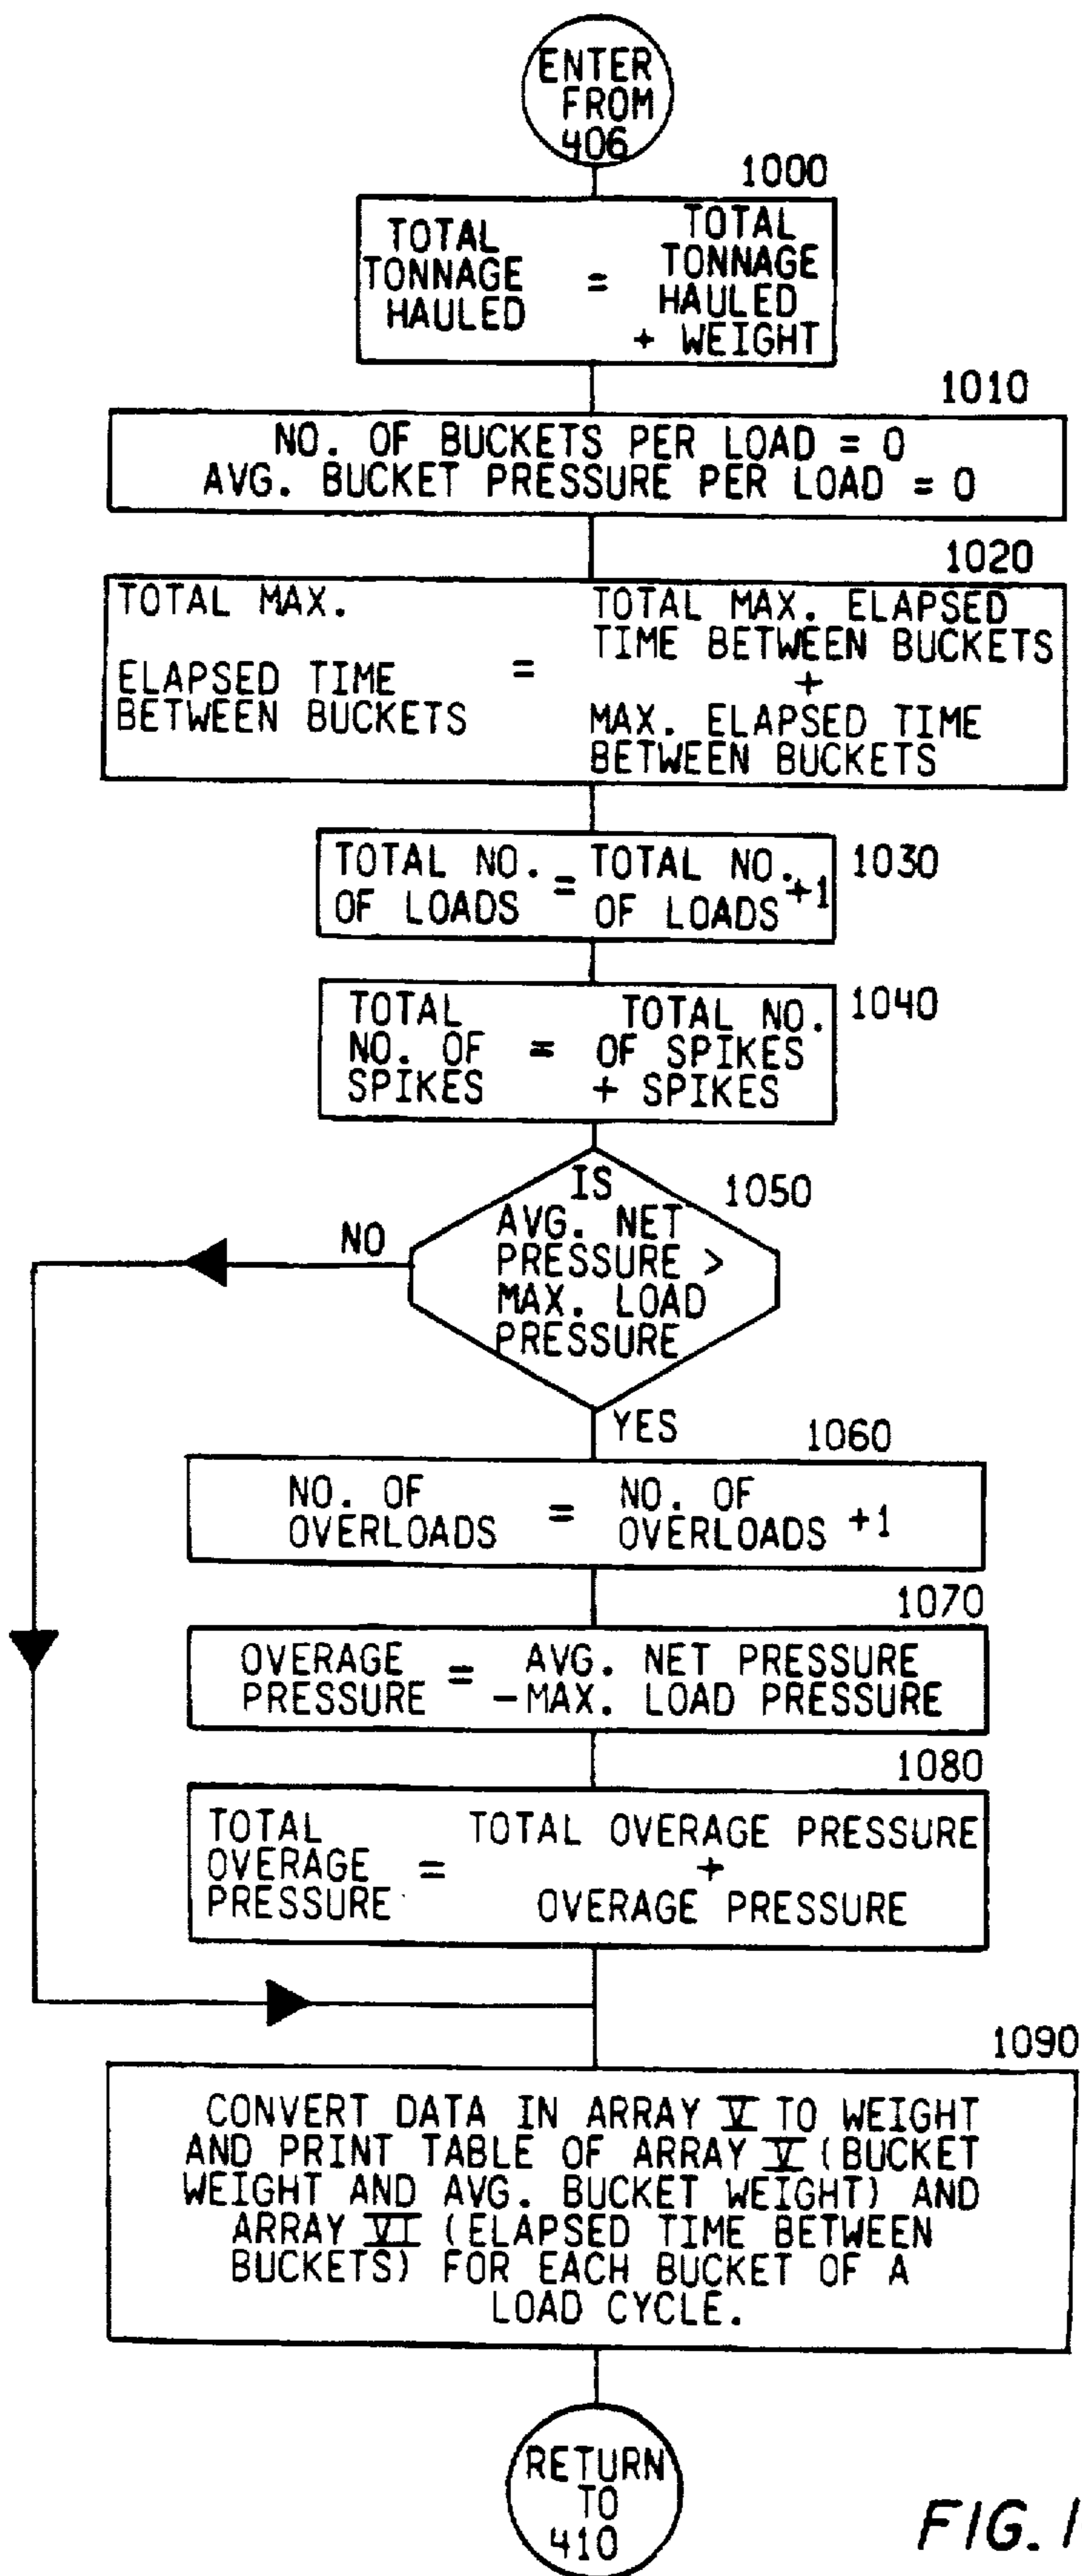 ENTER
FROM
406
1000
TOTAL
TONNAGE
HAULED
=
TOTAL
TONNAGE
HAULED
+ WEIGHT
1010
NO. OF BUCKETS PER LOAD = 0
AVG. BUCKET PRESSURE PER LOAD = 0
1020
TOTAL MAX.
ELAPSED TIME
BETWEEN BUCKETS
=
TOTAL MAX. ELAPSED
TIME BETWEEN BUCKETS
+
MAX. ELAPSED TIME
BETWEEN BUCKETS
1030
TOTAL NO.
OF LOADS
=
TOTAL NO.
OF LOADS
+1
1040
TOTAL
NO. OF
SPIKES
=
TOTAL NO.
OF SPIKES
+ SPIKES
1050
IS
AVG. NET
PRESSURE >
MAX. LOAD
PRESSURE
NO
YES
1060
NO. OF
OVERLOADS
=
NO. OF
OVERLOADS
+1
1070
OVERAGE
PRESSURE
=
AVG. NET PRESSURE
-MAX. LOAD PRESSURE
1080
TOTAL
OVERAGE
PRESSURE
=
TOTAL OVERAGE PRESSURE
+
OVERAGE PRESSURE
1090
CONVERT DATA IN ARRAY V TO WEIGHT
AND PRINT TABLE OF ARRAY V (BUCKET
WEIGHT AND AVG. BUCKET WEIGHT) AND
ARRAY VI (ELAPSED TIME BETWEEN
BUCKETS) FOR EACH BUCKET OF A
LOAD CYCLE.
RETURN
TO
410
FIG. 1